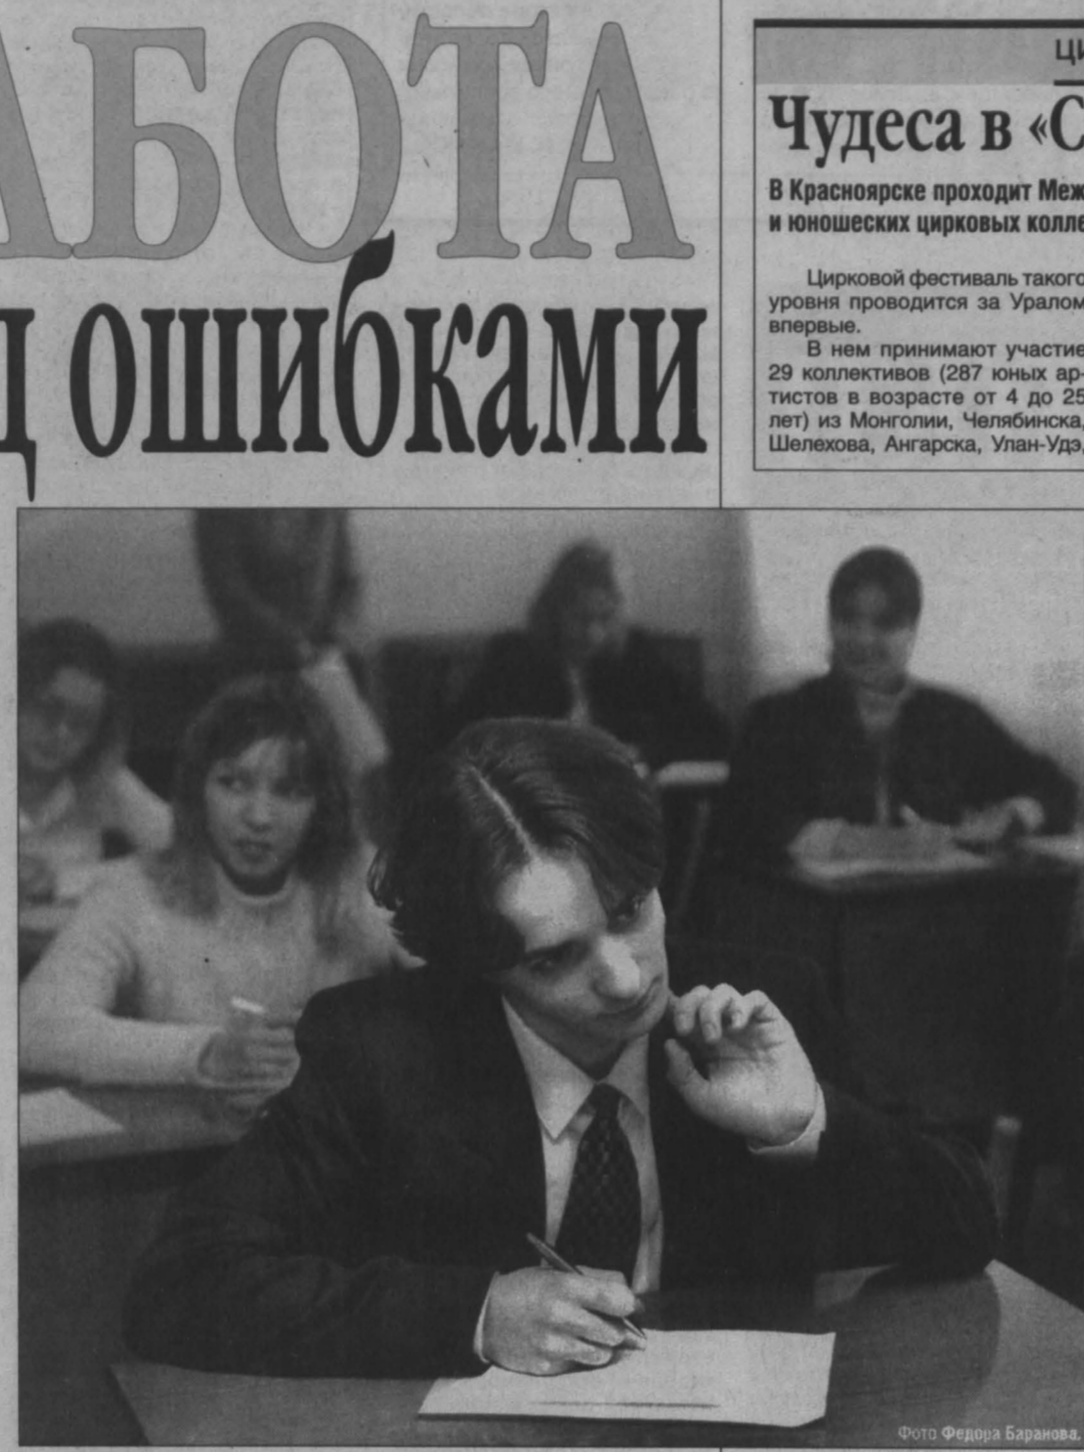 АБОТА
д ошибками
ЦИ
Чудеса в «С
В Красноярске проходит Меж
и юношеских цирковых колле
Цирковой фестиваль такого
уровня проводится за Уралом
впервые.
В нем принимают участие
29 коллективов (287 юных ар-
тистов в возрасте от 4 до 25
лет) из Монголии, Челябинска,
Шелехова, Ангарска, Улан-Удэ,
Фото Федора Баранова.